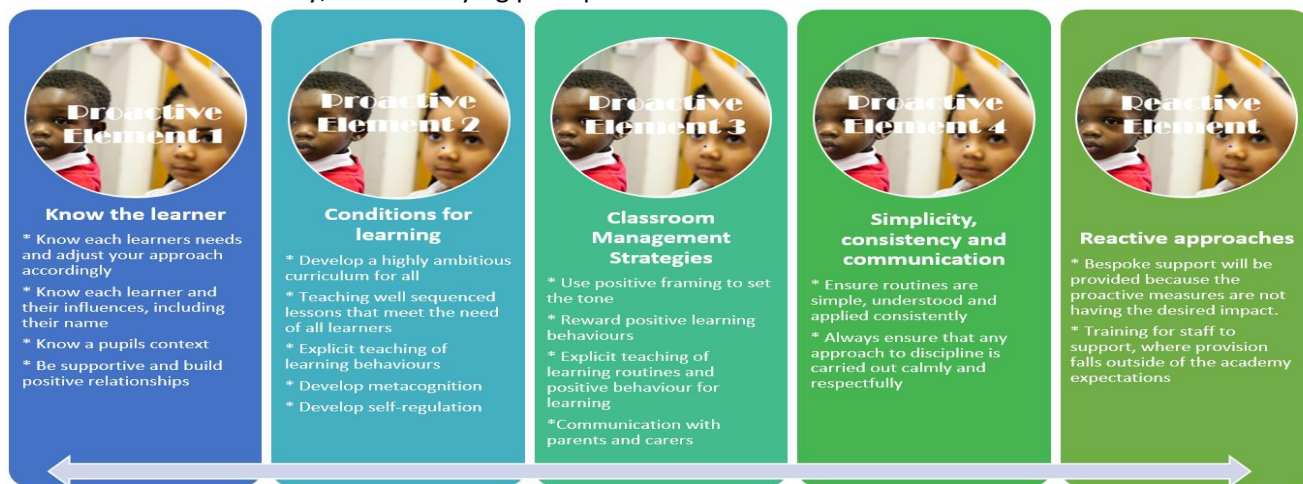 Proactive
Element 1
Know the learner
* Know each learners needs
and adjust your approach
accordingly
* Know each learner and
their influences, including
their name
* Know a pupils context
* Be supportive and build
positive relationships
Proactive
Element 2
Conditions for
learning
* Develop a highly ambitious
curriculum for all
* Teaching well sequenced
lessons that meet the need
of all learners
* Explicit teaching of
learning behaviours
* Develop metacognition
* Develop self-regulation
Proactive
Element 3
Classroom
Management
Strategies
* Use positive framing to set
the tone
* Reward positive learning
behaviours
* Explicit teaching of
learning routines and
positive behaviour for
learning
*Communication with
parents and carers
Proactive
Element 4
Simplicity,
consistency and
communication
* Ensure routines are
simple, understood and
applied consistently
* Always ensure that any
approach to discipline is
carried out calmly and
respectfully
Reactive
Element
Reactive approaches
* Bespoke support will be
provided because the
proactive measures are not
having the desired impact.
* Training for staff to
support, where provision
falls outside of the academy
expectations